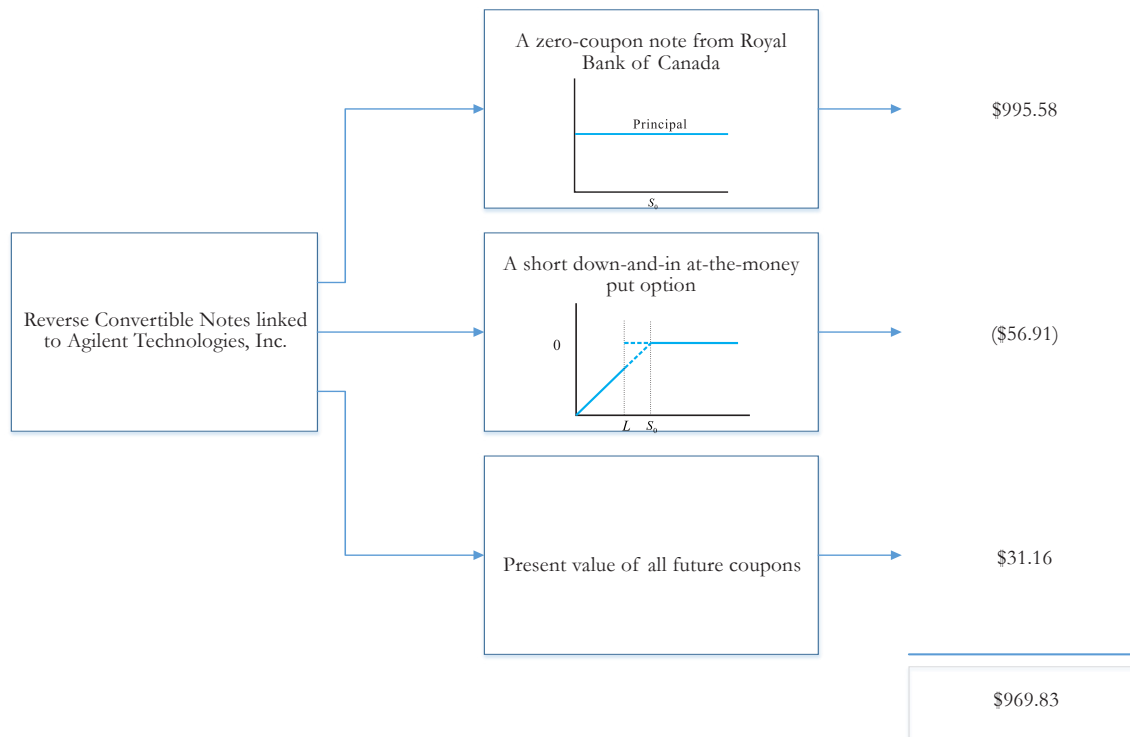 A zero-coupon note from Royal
Bank of Canada
Principal
S₀
$995.58
Reverse Convertible Notes linked
to Agilent Technologies, Inc.
A short down-and-in at-the-money
put option
0
L S₀
($56.91)
Present value of all future coupons
$31.16
$969.83